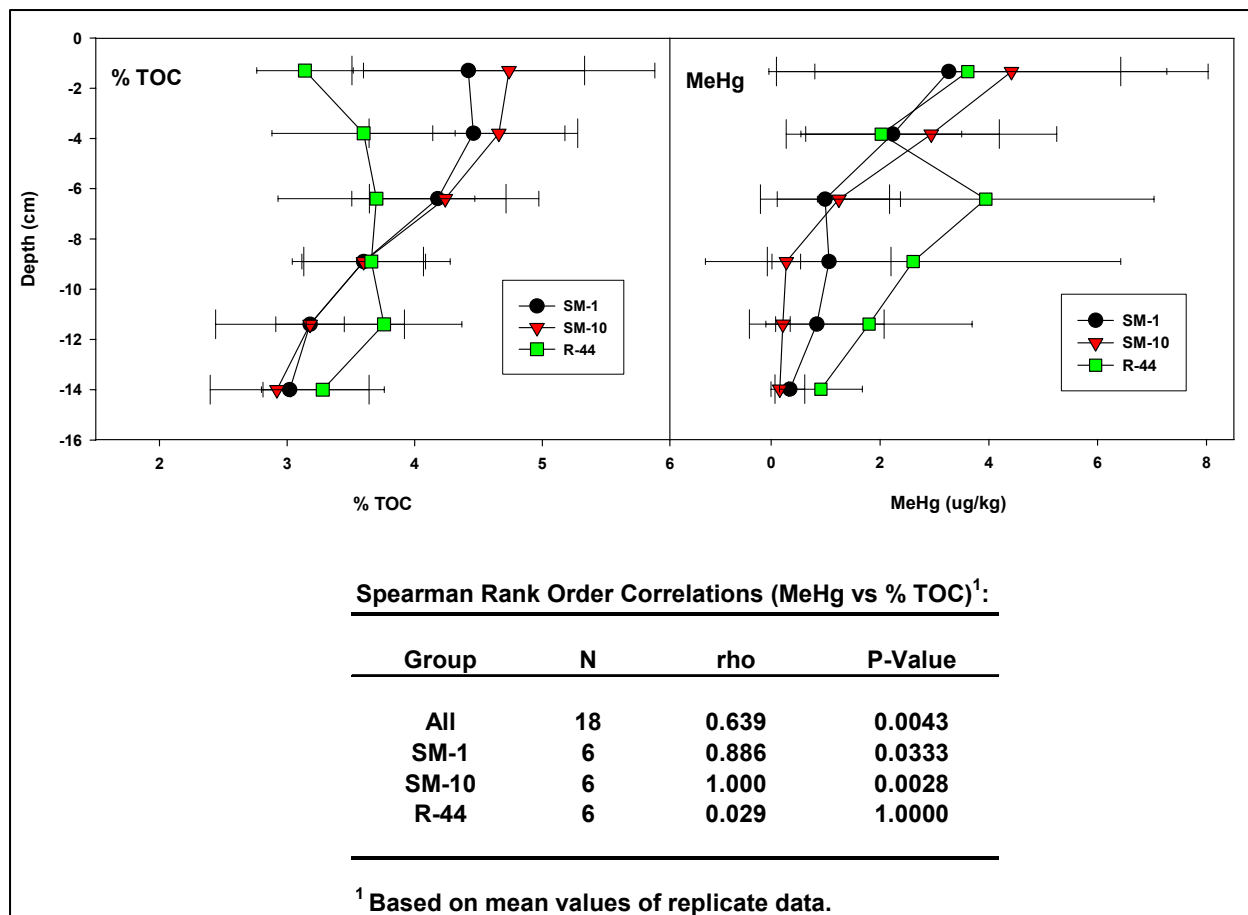 % TOC
0
-2
-4
-6
-8
-10
-12
-14
-16
Depth (cm)
2 3 4 5 6
% TOC
SM-1
SM-10
R-44
MeHg
0 2 4 6 8
MeHg (ug/kg)
SM-1
SM-10
R-44
Spearman Rank Order Correlations (MeHg vs % TOC)1:
Group N rho P-Value
All 18 0.639 0.0043
SM-1 6 0.886 0.0333
SM-10 6 1.000 0.0028
R-44 6 0.029 1.0000
1 Based on mean values of replicate data.